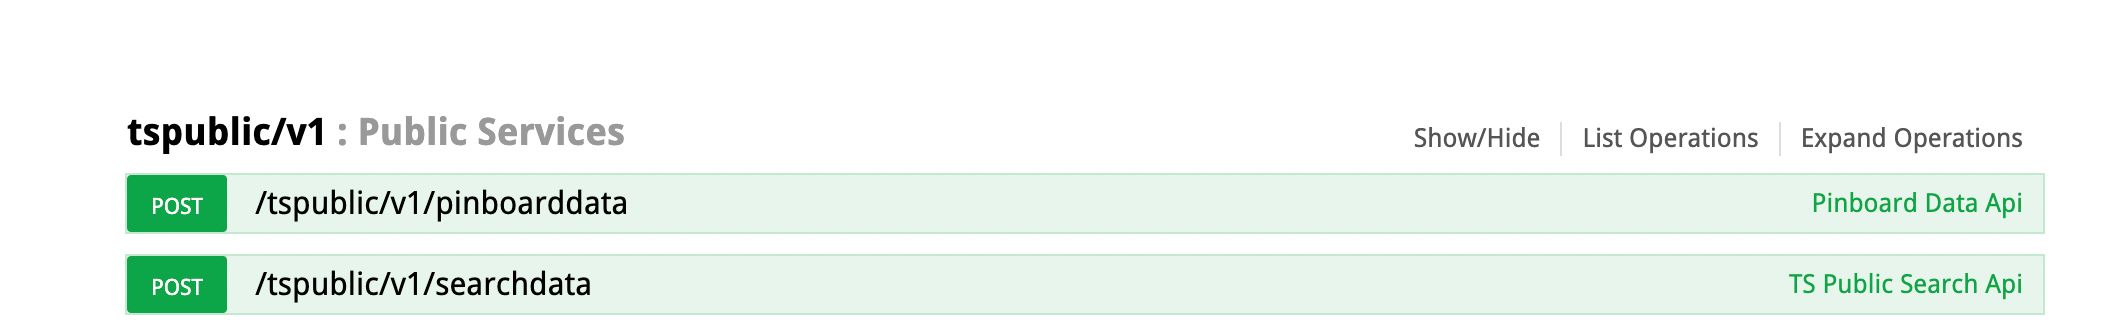 tspublic/v1 : Public Services
Show/Hide List Operations Expand Operations
POST /tspublic/v1/pinboarddata Pinboard Data Api
POST /tspublic/v1/searchdata TS Public Search Api